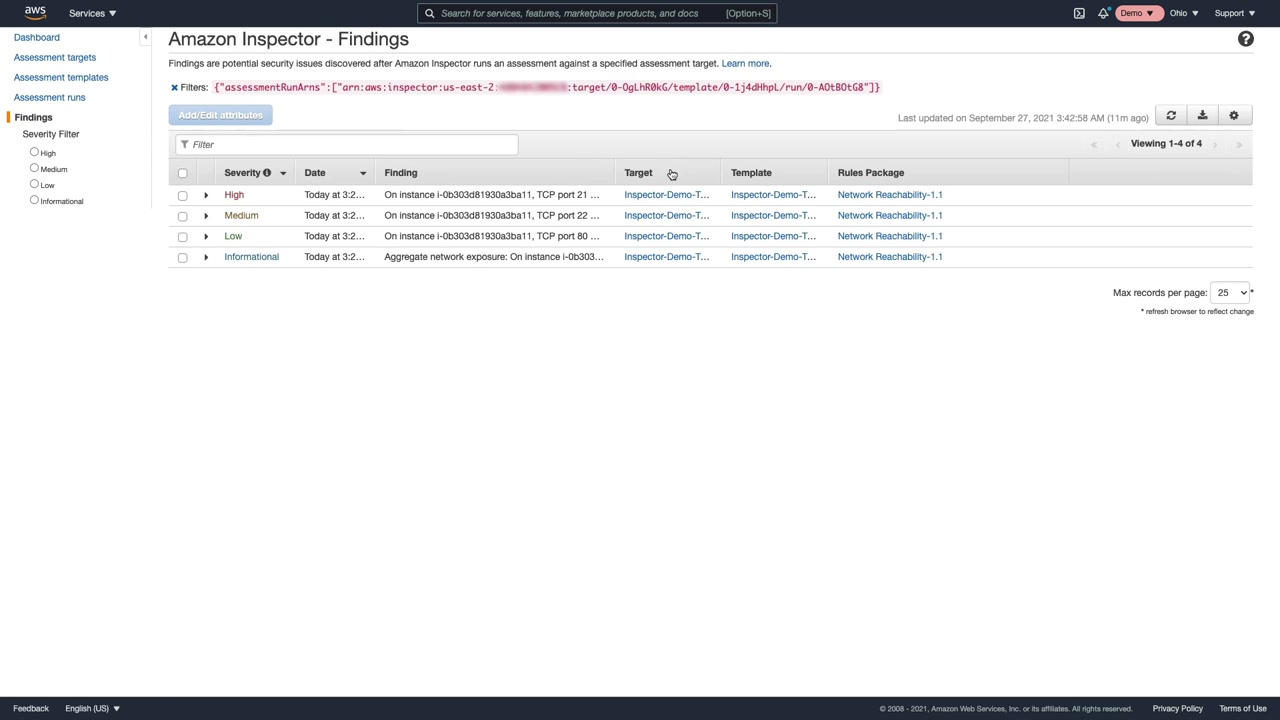 aws
Services
Search for services, features, marketplace products, and docs [Option+S]
Demo
Ohio
Support
Dashboard
Assessment targets
Assessment templates
Assessment runs
Findings
Severity Filter
High
Medium
Low
Informational
Amazon Inspector - Findings
Findings are potential security issues discovered after Amazon Inspector runs an assessment against a specified assessment target. Learn more.
Filters: {"assessmentRunArns":["arn:aws:inspector:us-east-2: :target/0-OgLhR0kG/template/0-1j4dHhpL/run/0-AOtBOtG8"]}
Add/Edit attributes
Last updated on September 27, 2021 3:42:58 AM (11m ago)
Filter
Viewing 1-4 of 4
Severity Date Finding Target Template Rules Package
High Today at 3:2... On instance i-0b303d81930a3ba11, TCP port 21 ... Inspector-Demo-T... Inspector-Demo-T... Network Reachability-1.1
Medium Today at 3:2... On instance i-0b303d81930a3ba11, TCP port 22 ... Inspector-Demo-T... Inspector-Demo-T... Network Reachability-1.1
Low Today at 3:2... On instance i-0b303d81930a3ba11, TCP port 80 ... Inspector-Demo-T... Inspector-Demo-T... Network Reachability-1.1
Informational Today at 3:2... Aggregate network exposure: On instance i-0b303... Inspector-Demo-T... Inspector-Demo-T... Network Reachability-1.1
Max records per page: 25 *
* refresh browser to reflect change
Feedback
English (US)
© 2008 - 2021, Amazon Web Services, Inc. or its affiliates. All rights reserved.
Privacy Policy
Terms of Use